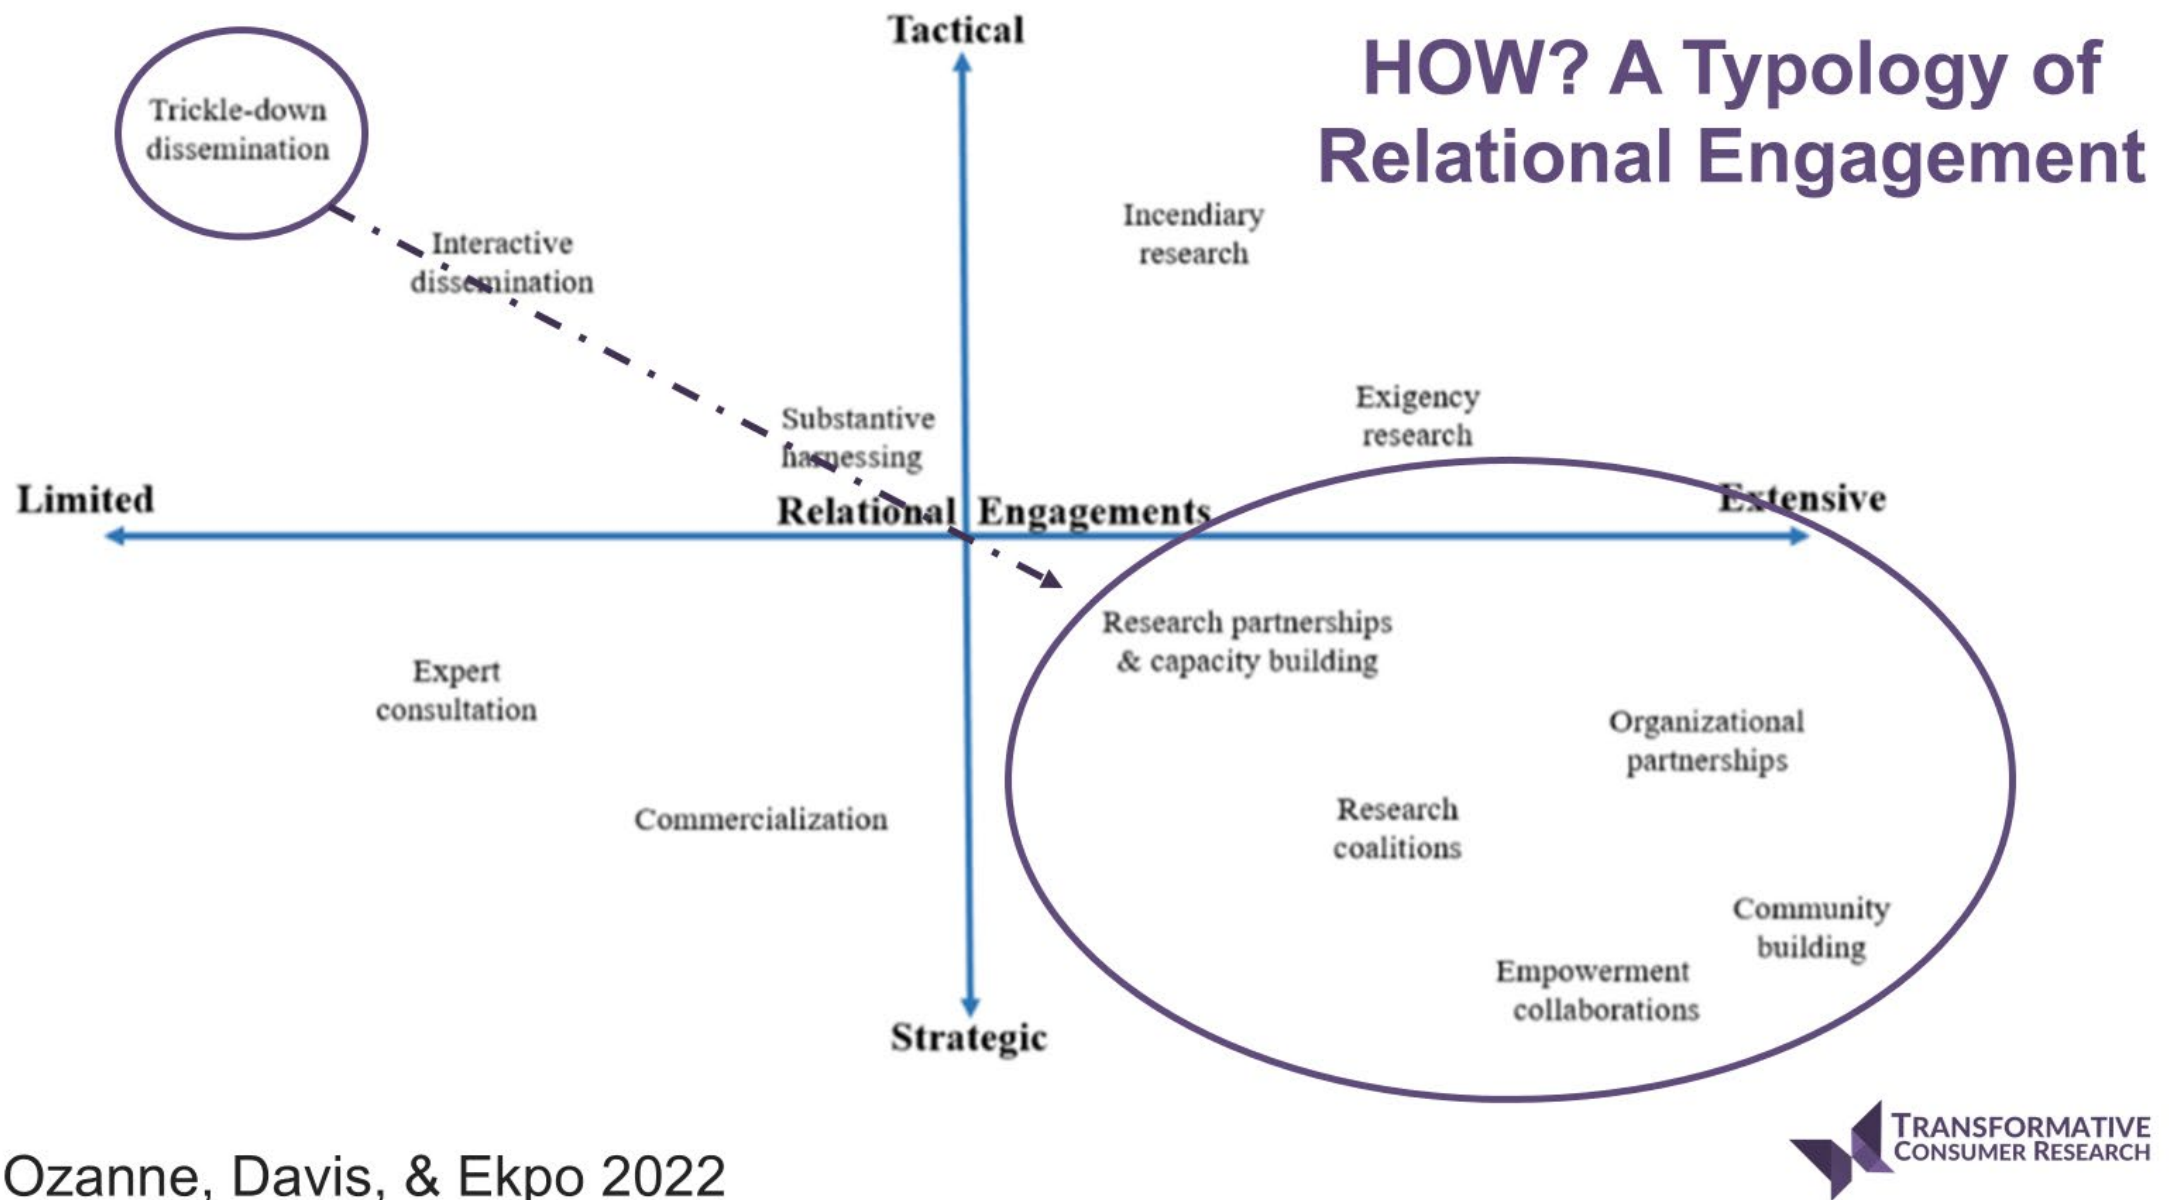 Tactical
HOW? A Typology of
Relational Engagement
Trickle-down
dissemination
Interactive
dissemination
Incendiary
research
Substantive
harnessing
Exigency
research
Limited
Relational Engagements
Extensive
Expert
consultation
Commercialization
Research partnerships
& capacity building
Organizational
partnerships
Research
coalitions
Community
building
Empowerment
collaborations
Strategic
Ozanne, Davis, & Ekpo 2022
TRANSFORMATIVE
CONSUMER RESEARCH